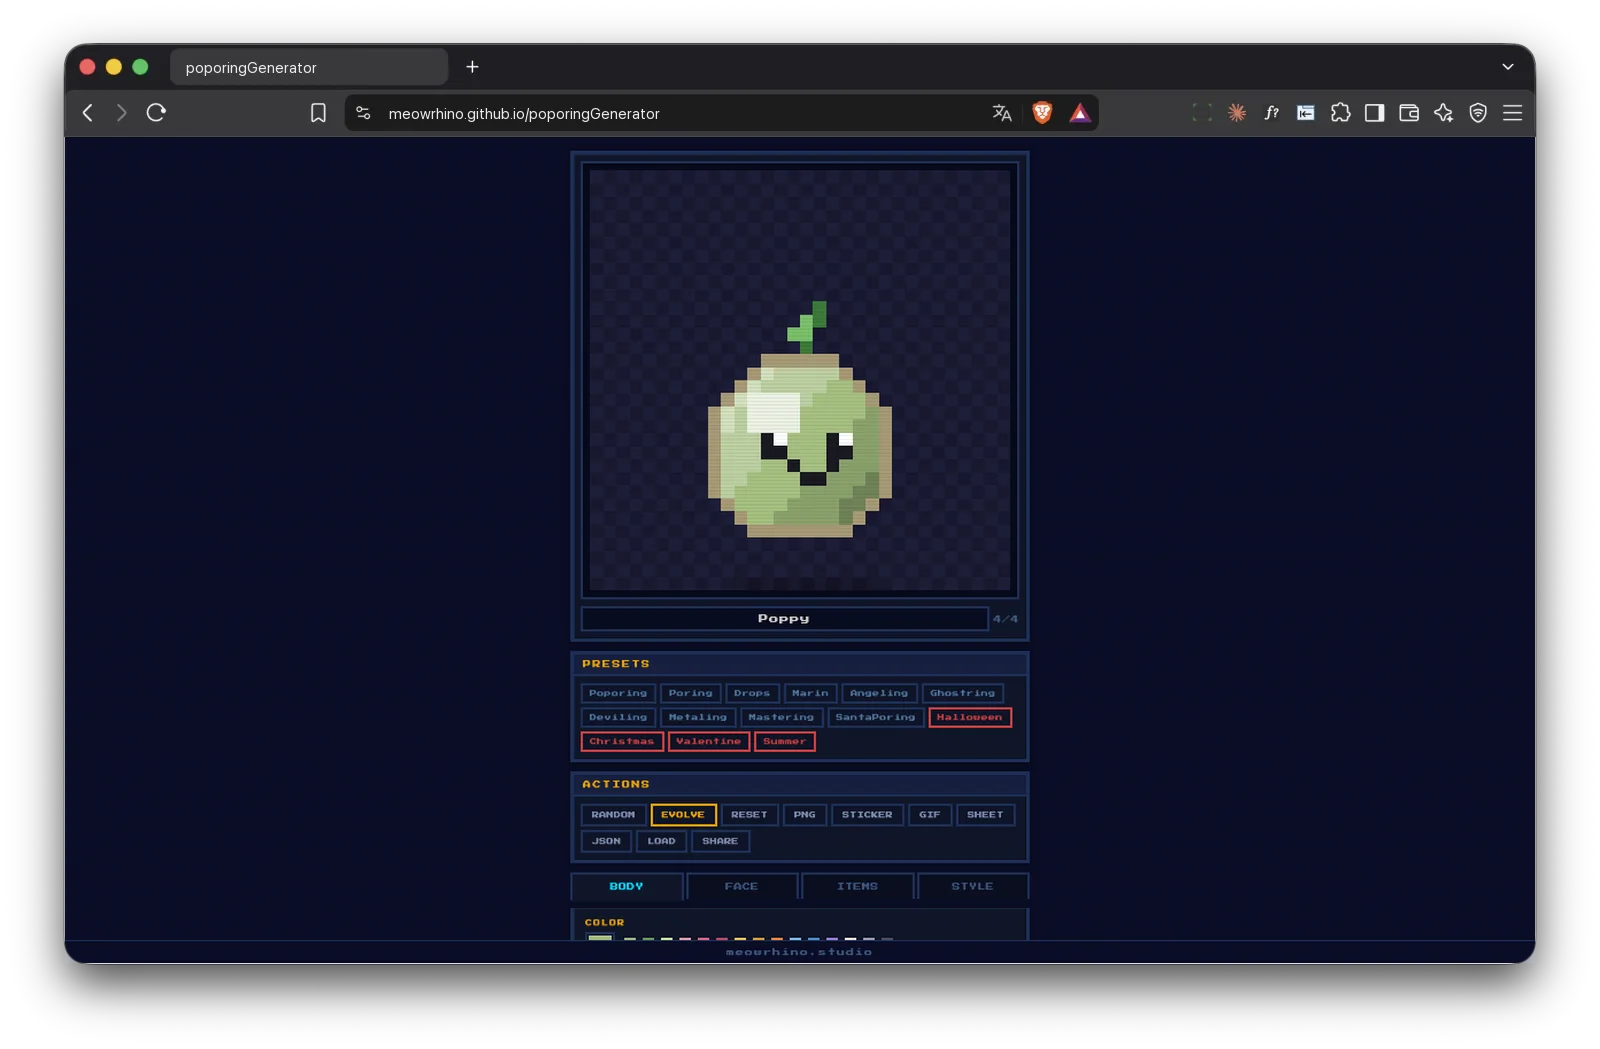 poporingGenerator
meowrhino.github.io/poporingGenerator
f?
Poppy 4/4
PRESETS
Poporing Poring Drops Marin Angeling Ghostring
Deviling Metaling Mastering SantaPoring Halloween
Christmas Valentine Summer
ACTIONS
RANDOM EVOLVE RESET PNG STICKER GIF SHEET
JSON LOAD SHARE
BODY FACE ITEMS STYLE
COLOR
meowrhino.studio